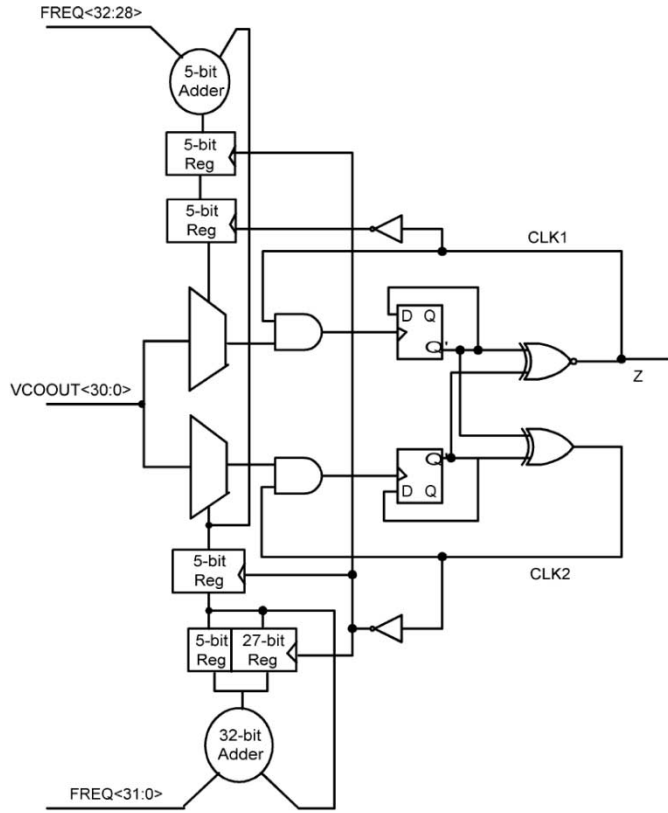 FREQ<32:28>
5-bit
Adder
5-bit
Reg
5-bit
Reg
CLK1
D Q
Q'
Z
VCOOUT<30:0>
Q'
D Q
5-bit
Reg
CLK2
5-bit
Reg
27-bit
Reg
32-bit
Adder
FREQ<31:0>